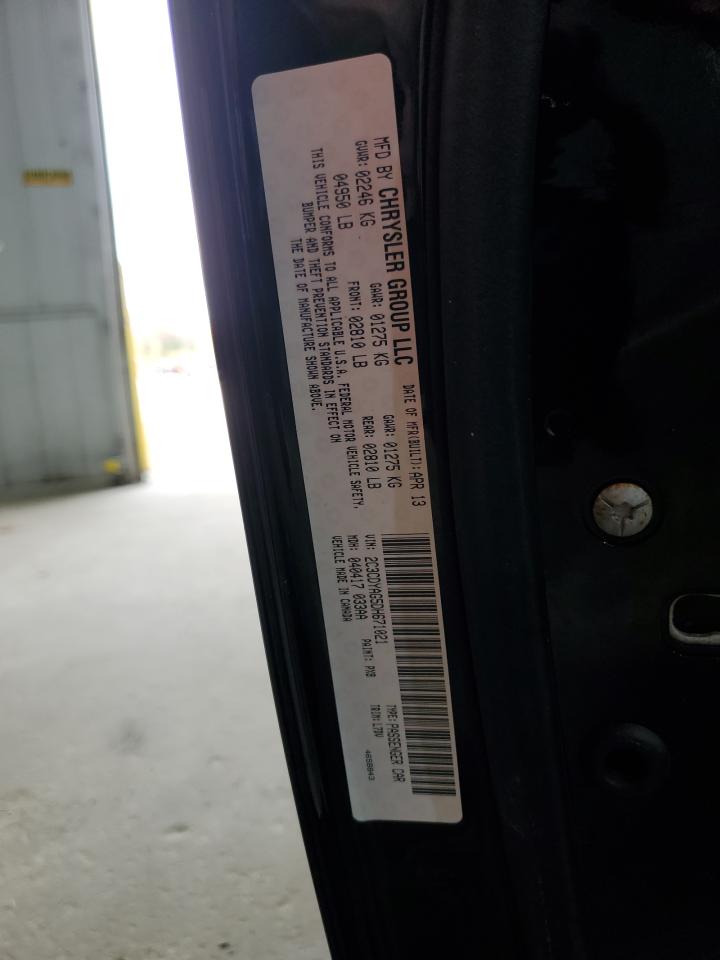 MFD BY CHRYSLER GROUP LLC
DATE OF MFR(BUILT): APR 13
GVWR: 02246 KG
GAWR: 01275 KG
GAWR: 01275 KG
04950 LB
FRONT: 02810 LB
REAR: 02810 LB
THIS VEHICLE CONFORMS TO ALL APPLICABLE U.S.A. FEDERAL MOTOR VEHICLE SAFETY,
BUMPER AND THEFT PREVENTION STANDARDS IN EFFECT ON
THE DATE OF MANUFACTURE SHOWN ABOVE.
VIN: 2C3CDYAG5DH671021
TYPE: PASSENGER CAR
MDH: 040417 033AA
PAINT: PXB
TRIM: L7DV
VEHICLE MADE IN CANADA
4658843